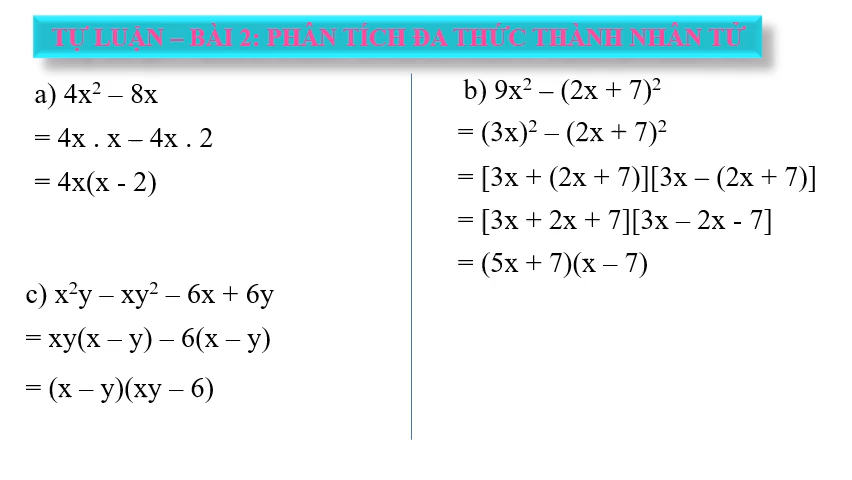 TỰ LUẬN – BÀI 2: PHÂN TÍCH ĐA THỨC THÀNH NHÂN TỬ
a) 4x² – 8x
= 4x . x – 4x . 2
= 4x(x - 2)
c) x²y – xy² – 6x + 6y
= xy(x – y) – 6(x – y)
= (x – y)(xy – 6)
b) 9x² – (2x + 7)²
= (3x)² – (2x + 7)²
= [3x + (2x + 7)][3x – (2x + 7)]
= [3x + 2x + 7][3x – 2x - 7]
= (5x + 7)(x – 7)